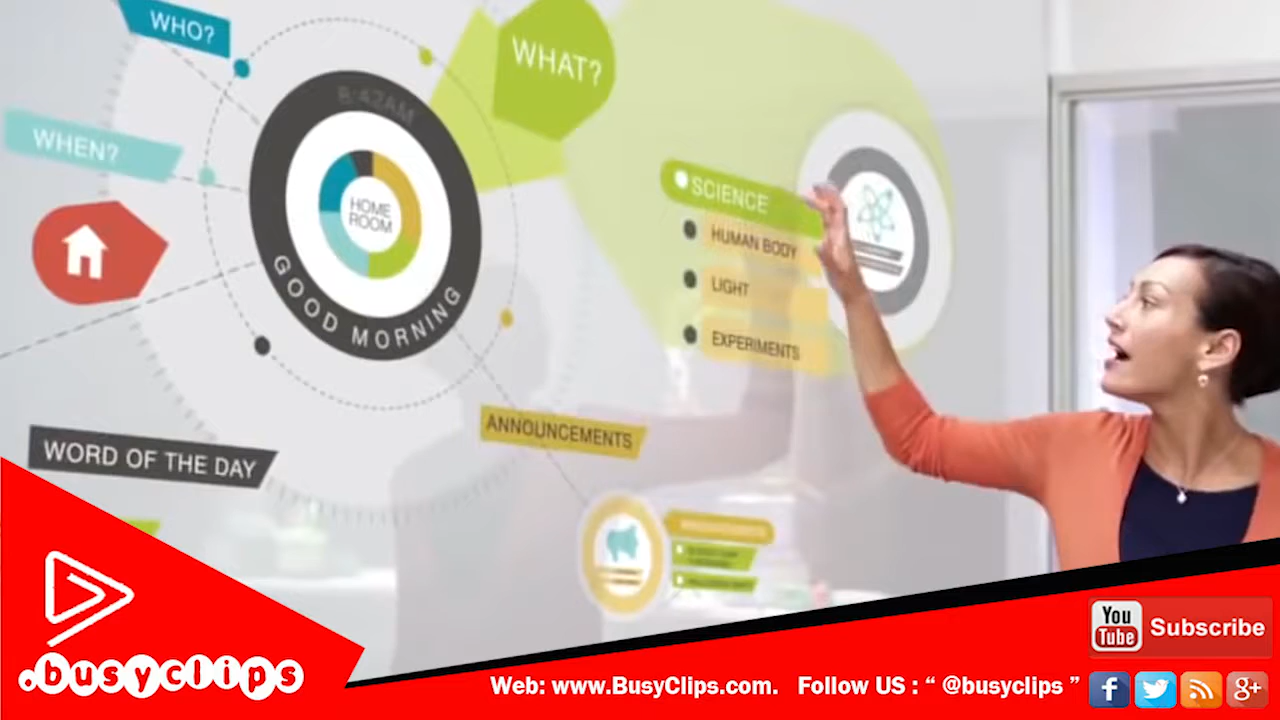 WHO?
WHAT?
8:42AM
WHEN?
HOME
ROOM
SCIENCE
HUMAN BODY
GOOD MORNING
LIGHT
EXPERIMENTS
ANNOUNCEMENTS
WORD OF THE DAY
You
Tube
Subscribe
.busyclips
Web: www.BusyClips.com. Follow US : “ @busyclips ”
f
g+